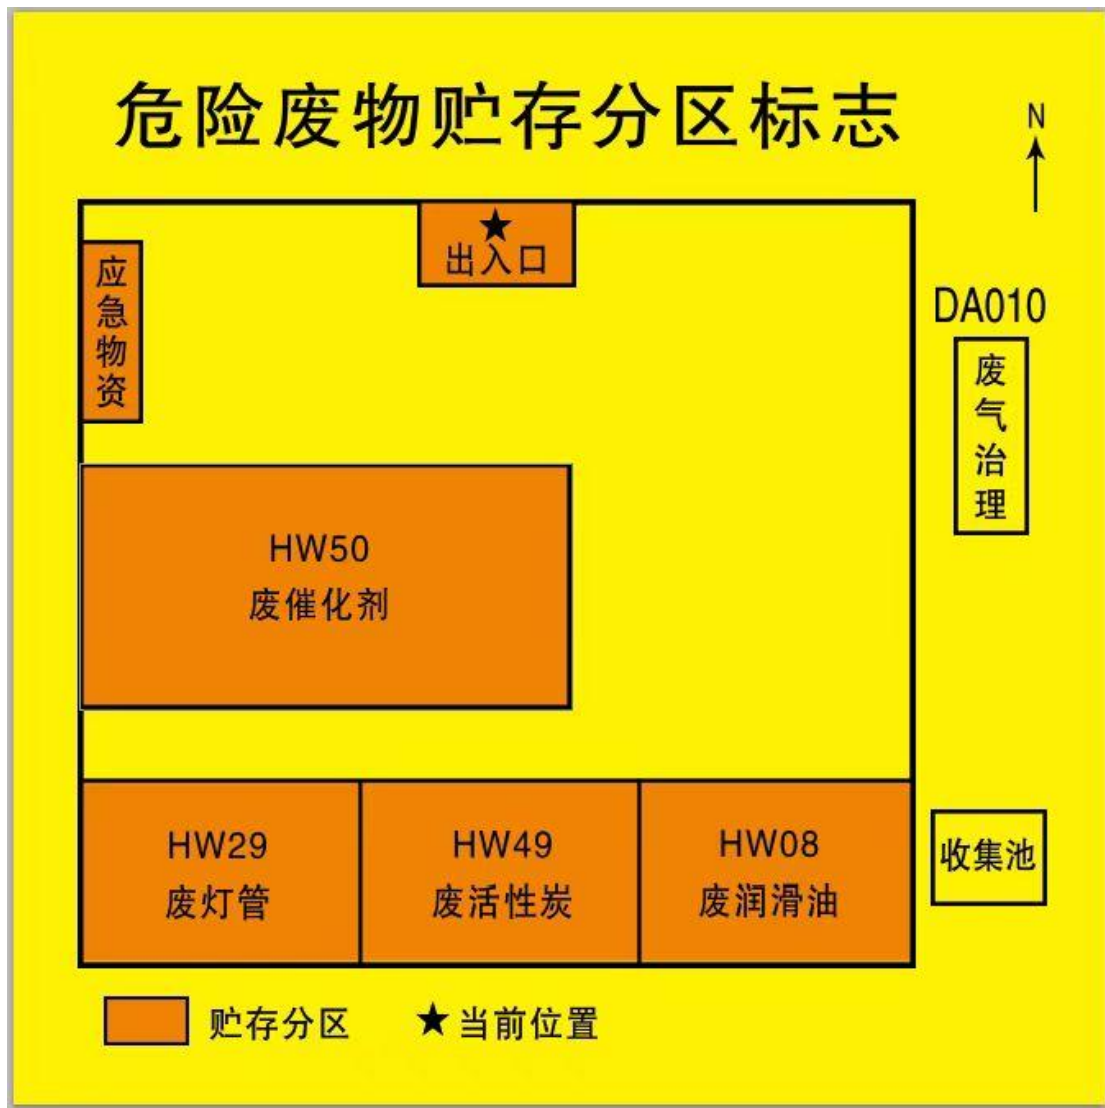 危险废物贮存分区标志
N
★
出入口
应急物资
DA010
废气治理
HW50
废催化剂
HW29
废灯管
HW49
废活性炭
HW08
废润滑油
收集池
贮存分区
★当前位置